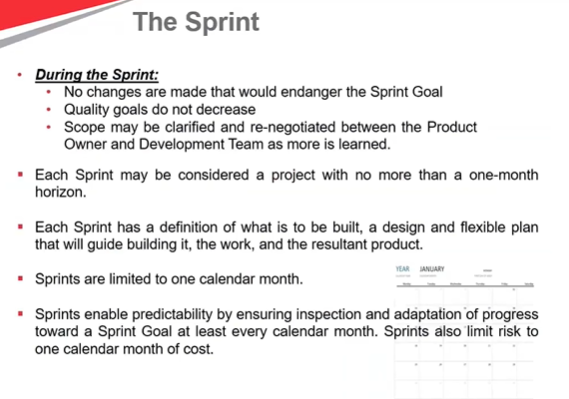 The Sprint
• During the Sprint:
• No changes are made that would endanger the Sprint Goal
• Quality goals do not decrease
• Scope may be clarified and re-negotiated between the Product
Owner and Development Team as more is learned.
▪ Each Sprint may be considered a project with no more than a one-month
horizon.
▪ Each Sprint has a definition of what is to be built, a design and flexible plan
that will guide building it, the work, and the resultant product.
YEAR JANUARY
▪ Sprints are limited to one calendar month.
▪ Sprints enable predictability by ensuring inspection and adaptation of progress
toward a Sprint Goal at least every calendar month. Sprints also limit risk to
one calendar month of cost.